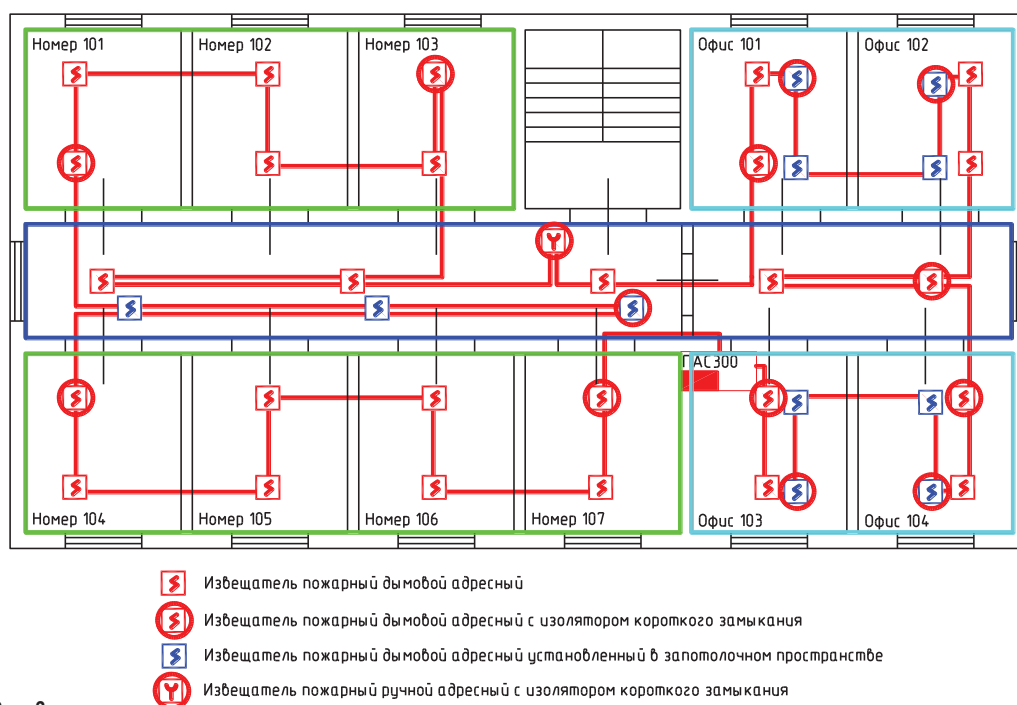 Номер 101
Номер 102
Номер 103
Офис 101
Офис 102
ПАС300
Номер 104
Номер 105
Номер 106
Номер 107
Офис 103
Офис 104
Извещатель пожарный дымовой адресный
Извещатель пожарный дымовой адресный с изолятором короткого замыкания
Извещатель пожарный дымовой адресный установленный в запотолочном пространстве
Извещатель пожарный ручной адресный с изолятором короткого замыкания